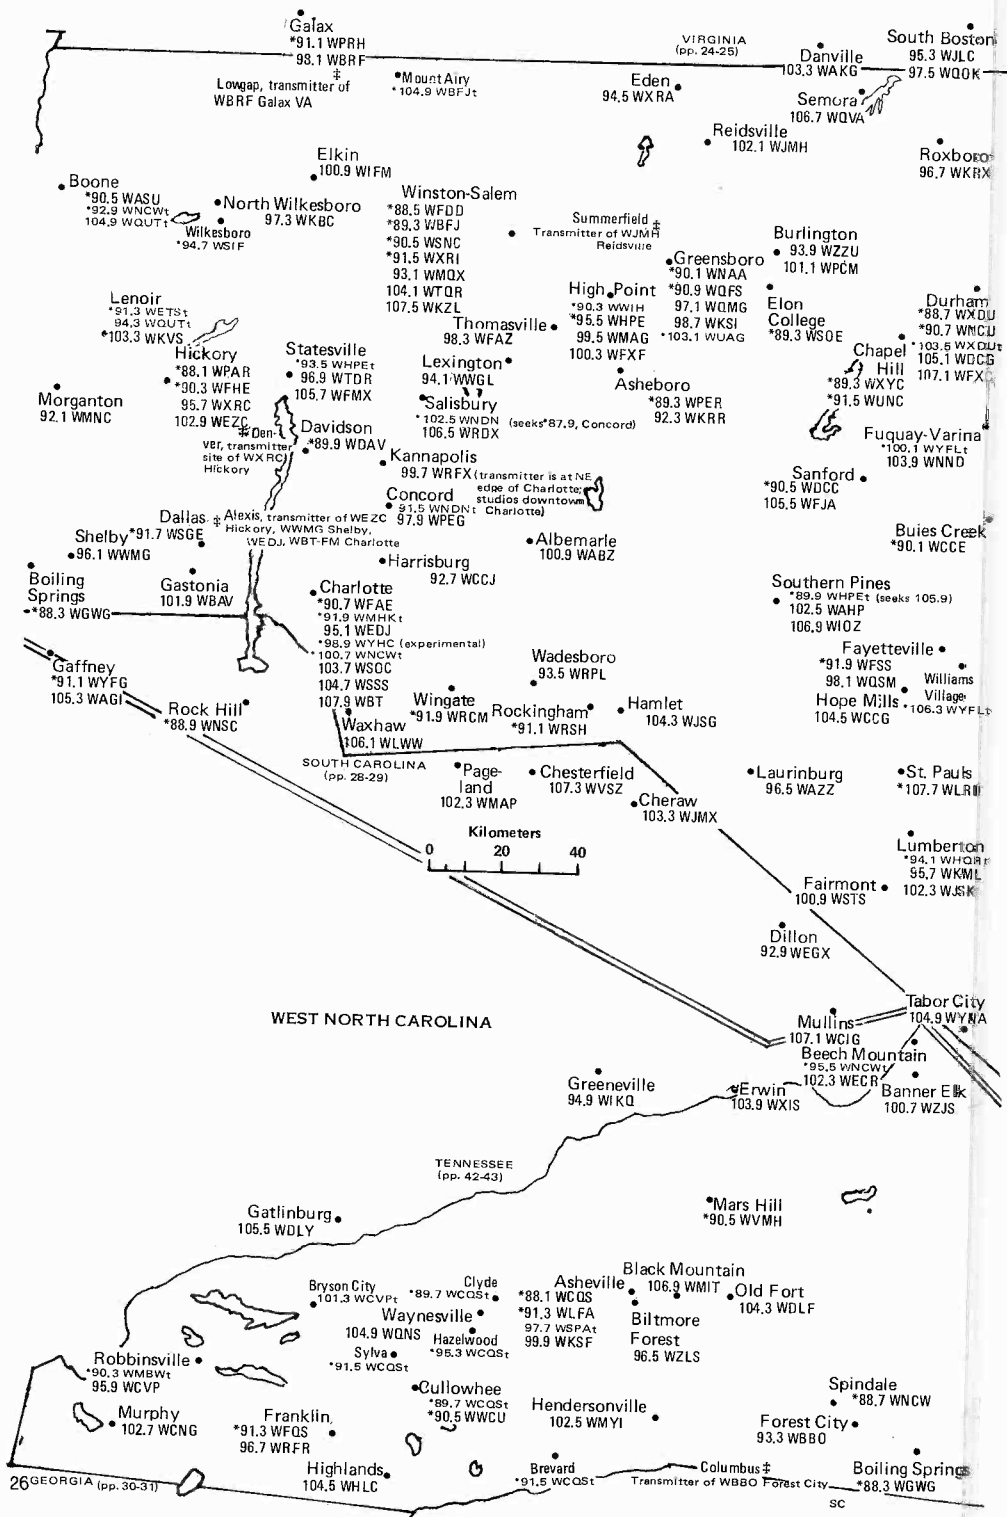 Galax
*91.1 WPRH
98.1 WBRF
Lowgap, transmitter of
WBRF Galax VA
Mount Airy
*104.9 WBFJt
VIRGINIA
(pp. 24-25)
Eden
94.5 WXRA
Danville
103.3 WAKG
South Boston
95.3 WJLC
97.5 WQOK
Semora
106.7 WQVA
Reidsville
102.1 WJMH
Roxboro
96.7 WKRX
Elkin
100.9 WIFM
Boone
*90.5 WASU
*92.9 WNCWt
104.9 WQUTt
North Wilkesboro
97.3 WKBC
Wilkesboro
*94.7 WSIF
Winston-Salem
*88.5 WFDD
*89.3 WBFJ
*90.5 WSNC
*91.5 WXRI
93.1 WMQX
104.1 WTQR
107.5 WKZL
Summerfield ‡
Transmitter of WJMH
Reidsville
Burlington
93.9 WZZU
101.1 WPCM
Greensboro
*90.1 WNAA
*90.9 WQFS
97.1 WQMG
98.7 WKSI
*103.1 WUAG
High Point
*90.3 WWIH
*95.5 WHPE
99.5 WMAG
100.3 WFXF
Elon
College
*89.3 WSOE
Durham
*88.7 WXDU
*90.7 WNCU
*103.5 WXDUt
105.1 WDCG
107.1 WFXC
Lenoir
*91.3 WETSt
94.3 WQUTt
*103.3 WKVS
Thomasville
98.3 WFAZ
Chapel
Hill
*89.3 WXYC
*91.5 WUNC
Hickory
*88.1 WPAR
*90.3 WFHE
95.7 WXRC
102.9 WEZC
Statesville
*93.5 WHPEt
96.9 WTDR
105.7 WFMX
Lexington
94.1 WWGL
Asheboro
*89.3 WPER
92.3 WKRR
Morganton
92.1 WMNC
Salisbury
*102.5 WNDN (seeks *87.9, Concord)
106.5 WRDX
‡Den-
ver, transmitter
site of WXRC
Hickory
Davidson
*89.9 WDAV
Fuquay-Varina
*100.1 WYFLt
103.9 WNND
Kannapolis
99.7 WRFX (transmitter is at NE
edge of Charlotte;
studios downtown
Charlotte)
Concord
91.5 WNDNt
97.9 WPEG
Sanford
*90.5 WDCC
105.5 WFJA
Dallas
*91.7 WSGE
‡ Alexis, transmitter of WEZC
Hickory, WWMG Shelby,
WEDJ, WBT-FM Charlotte
Shelby
96.1 WWMG
Albemarle
100.9 WABZ
Buies Creek
*90.1 WCCE
Harrisburg
92.7 WCCJ
Boiling
Springs
*88.3 WGWG
Gastonia
101.9 WBAV
Charlotte
*90.7 WFAE
*91.9 WMHKt
95.1 WEDJ
*98.9 WYHC (experimental)
*100.7 WNCWt
103.7 WSOC
104.7 WSSS
107.9 WBT
Southern Pines
*89.9 WHPEt (seeks 105.9)
102.5 WAHP
106.9 WIOZ
Fayetteville
*91.9 WFSS
98.1 WQSM
Williams
Village
*106.3 WYFLt
Hope Mills
104.5 WCCG
Wadesboro
93.5 WRPL
Gaffney
*91.1 WYFG
105.3 WAGI
Rock Hill
*88.9 WNSC
Wingate
*91.9 WRCM
Rockingham
*91.1 WRSH
Hamlet
104.3 WJSG
Waxhaw
106.1 WLWW
SOUTH CAROLINA
(pp. 28-29)
Page-
land
102.3 WMAP
Chesterfield
107.3 WVSZ
Laurinburg
96.5 WAZZ
St. Pauls
*107.7 WLRD
Cheraw
103.3 WJMX
Kilometers
0 20 40
Lumberton
*94.1 WHQRt
95.7 WKML
102.3 WJSK
Fairmont
100.9 WSTS
Dillon
92.9 WEGX
WEST NORTH CAROLINA
Tabor City
104.9 WYNA
Mullins
107.1 WCIG
Beech Mountain
*95.5 WNCWt
102.3 WECR
Banner Elk
100.7 WZJS
Greeneville
94.9 WIKQ
Erwin
103.9 WXIS
TENNESSEE
(pp. 42-43)
Gatlinburg
105.5 WDLY
Mars Hill
*90.5 WVMH
Bryson City
101.3 WCVPt
Clyde
*89.7 WCQSt
Asheville
*88.1 WCQS
*91.3 WLFA
97.7 WSPAt
99.9 WKSF
Black Mountain
106.9 WMIT
Old Fort
104.3 WDLF
Waynesville
104.9 WQNS
Hazelwood
*95.3 WCQSt
Biltmore
Forest
96.5 WZLS
Sylva
*91.5 WCQSt
Robbinsville
*90.3 WMBWt
95.9 WCVP
Cullowhee
*89.7 WCQSt
*90.5 WWCU
Murphy
102.7 WCNG
Franklin
*91.3 WFQS
96.7 WRFR
Hendersonville
102.5 WMYI
Spindale
*88.7 WNCW
Forest City
93.3 WBBO
Highlands
104.5 WHLC
Brevard
*91.5 WCQSt
Columbus ‡
Transmitter of WBBO Forest City
Boiling Springs
*88.3 WGWG
26 GEORGIA (pp. 30-31)
SC